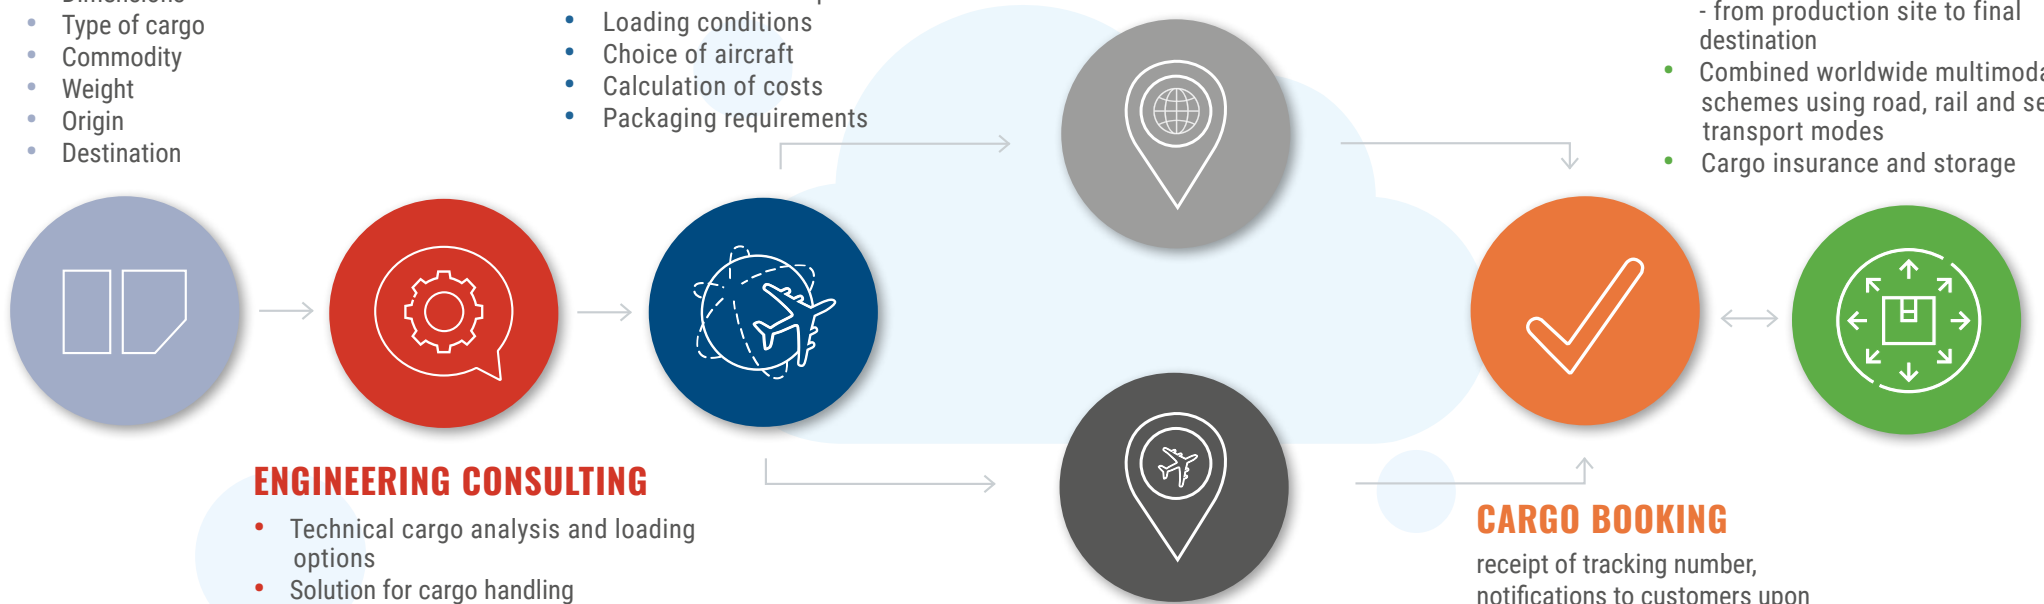 Dimensions
• Type of cargo
• Commodity
• Weight
• Origin
• Destination
• Loading conditions
• Choice of aircraft
• Calculation of costs
• Packaging requirements
- from production site to final
destination
• Combined worldwide
schemes using road, rail and
transport modes
• Cargo insurance and storage
ENGINEERING CONSULTING
• Technical cargo analysis and loading
options
• Solution for cargo handling
CARGO BOOKING
receipt of tracking number,
notifications to customers upon